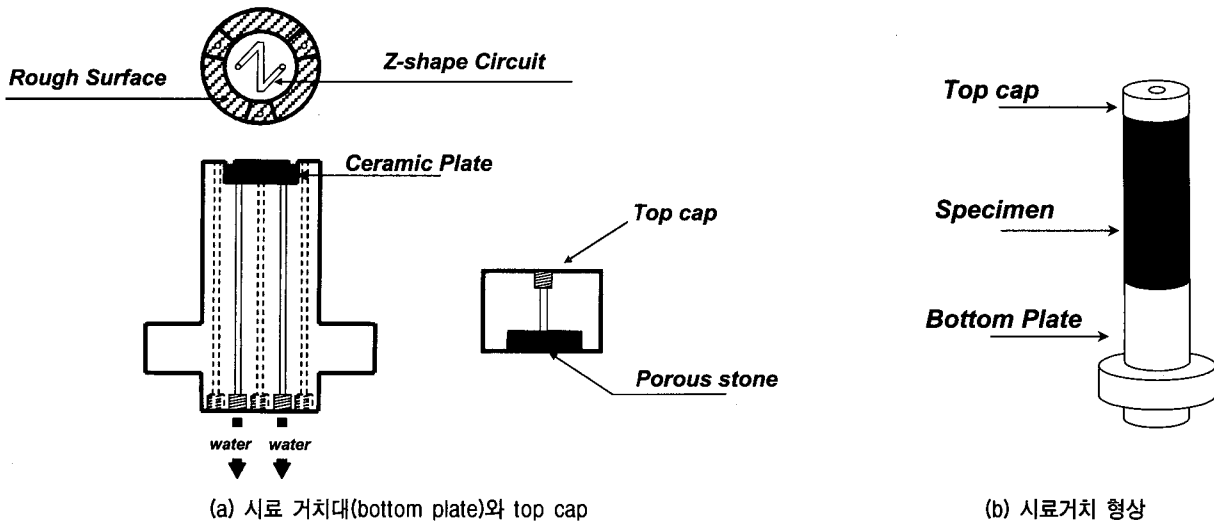 Rough Surface
Z-shape Circuit
Ceramic Plate
Top cap
Porous stone
water water
(a) 시료 거치대(bottom plate)와 top cap
Top cap
Specimen
Bottom Plate
(b) 시료거치 형상